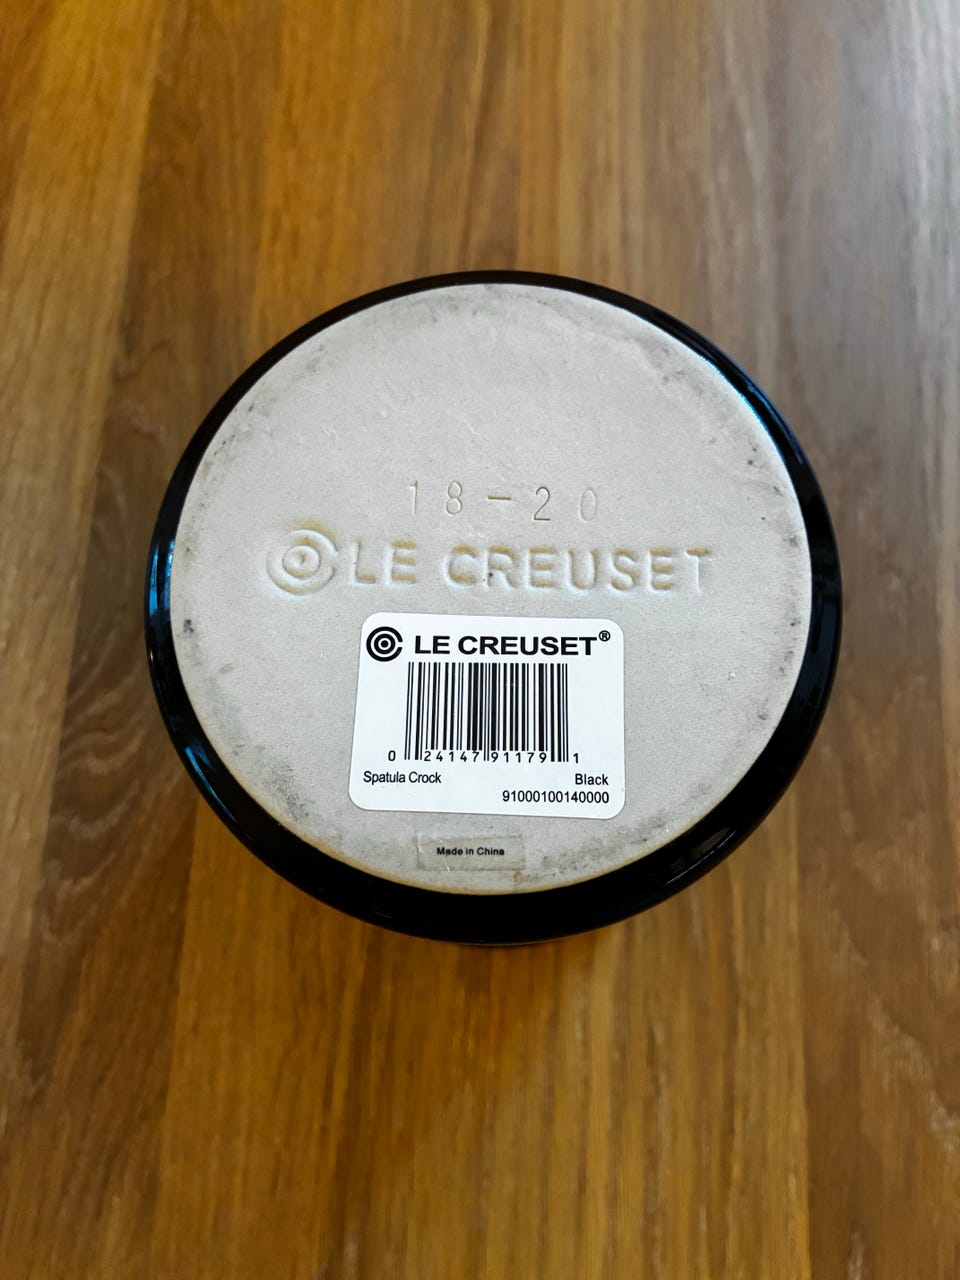 18-20
LE CREUSET
LE CREUSET®
0 24147 91179 1
Spatula Crock Black
91000100140000
Made in China